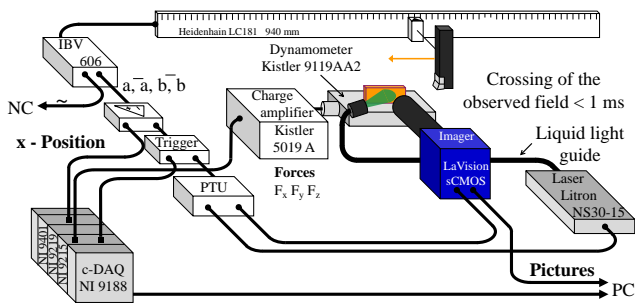 Heidenhain LC181 940 mm
IBV
606
a, a̅, b, b̅
NC
~
Dynamometer
Kistler 9119AA2
Crossing of the
observed field < 1 ms
Charge
amplifier
Kistler
5019 A
Imager
LaVision
sCMOS
Liquid light
guide
x - Position
Trigger
Forces
Fx Fy Fz
PTU
Laser
Litron
NS30-15
NI 9401
NI 9219
NI 9215
c-DAQ
NI 9188
Pictures
PC